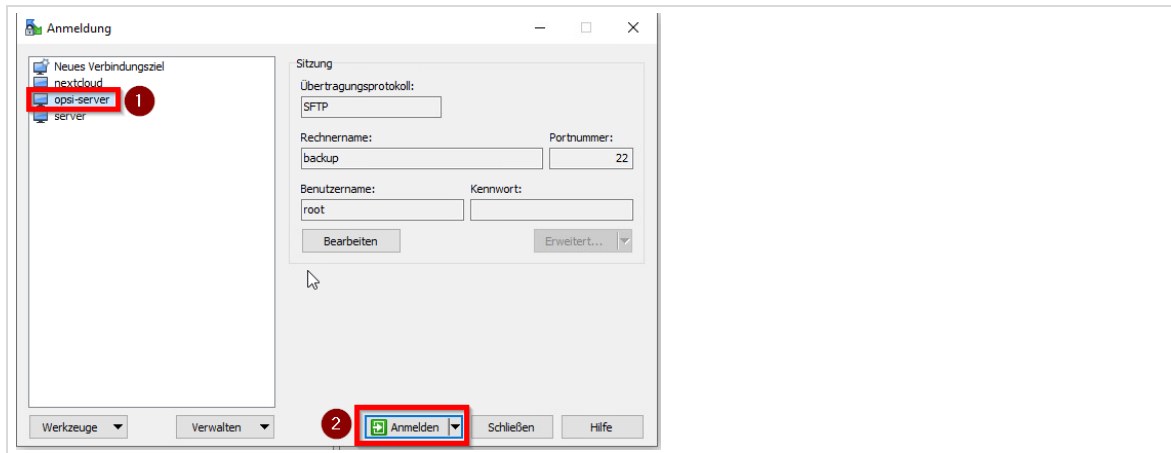 Anmeldung
Neues Verbindungsziel
nextcloud
opsi-server
1
server
Sitzung
Übertragungsprotokoll:
SFTP
Rechnername: Portnummer:
backup 22
Benutzername: Kennwort:
root
Bearbeiten Erweitert...
Werkzeuge Verwalten 2 Anmelden Schließen Hilfe